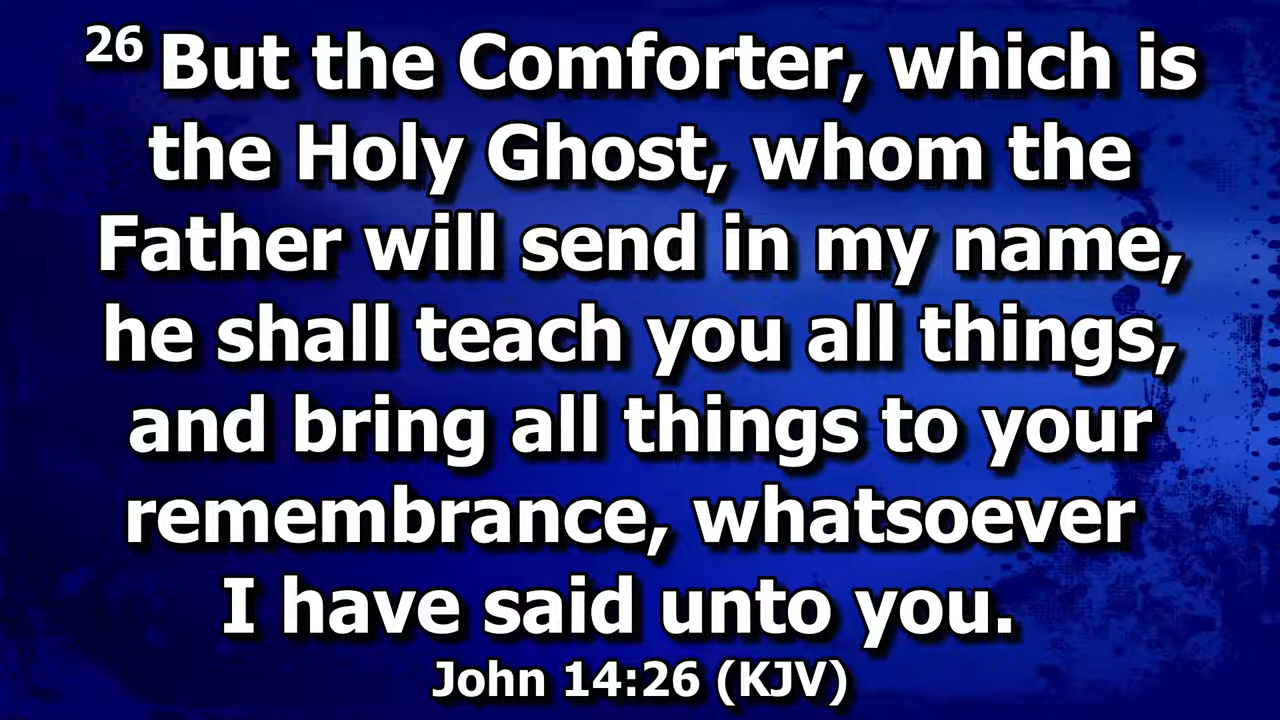 26 But the Comforter, which is
the Holy Ghost, whom the
Father will send in my name,
he shall teach you all things,
and bring all things to your
remembrance, whatsoever
I have said unto you.
John 14:26 (KJV)